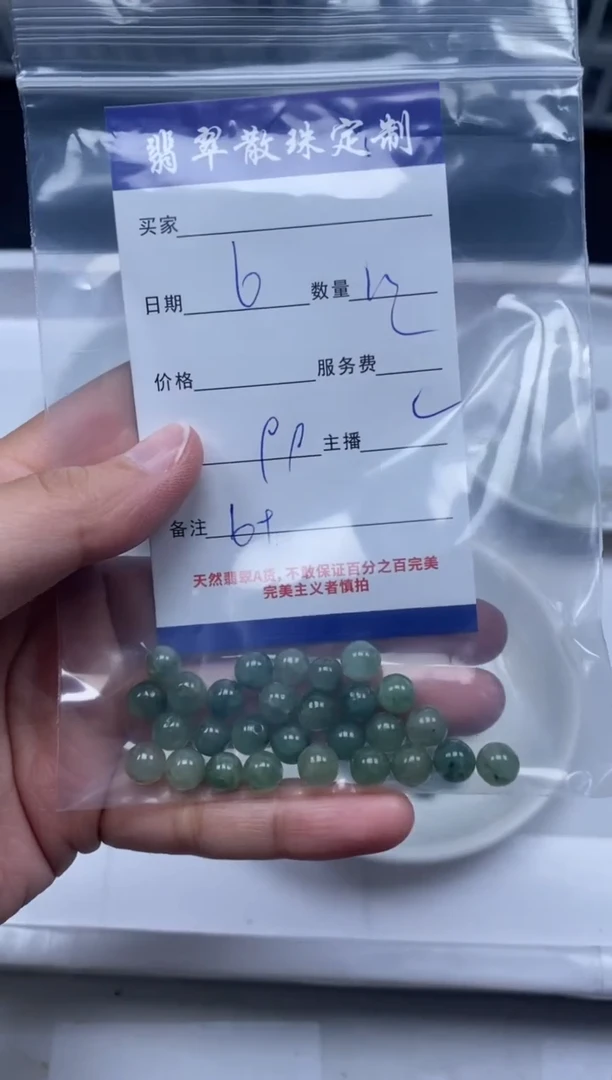 翡翠散珠定制
买家
日期 6 数量
价格 服务费
主播
备注 6+
天然翡翠A货，不敢保证百分之百完美
完美主义者慎拍